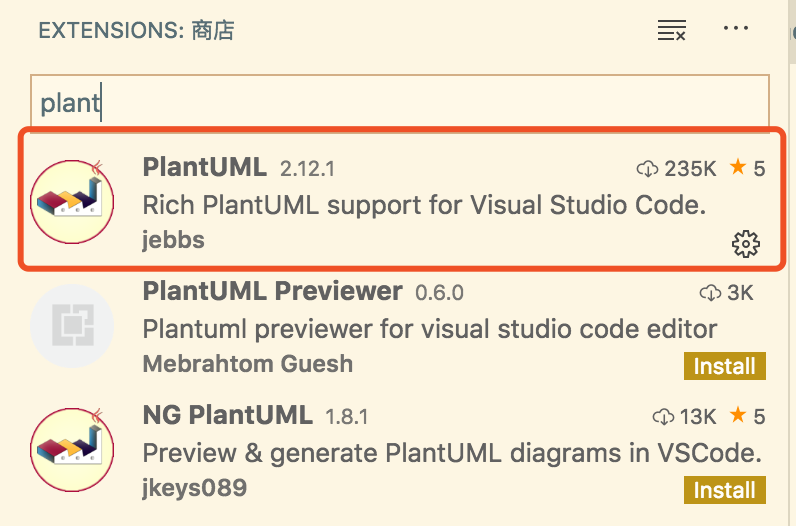 EXTENSIONS: 商店
plant
PlantUML 2.12.1 235K 5
Rich PlantUML support for Visual Studio Code.
jebbs
PlantUML Previewer 0.6.0 3K
Plantuml previewer for visual studio code editor
Mebrahtom Guesh Install
NG PlantUML 1.8.1 13K 5
Preview & generate PlantUML diagrams in VSCode.
jkeys089 Install